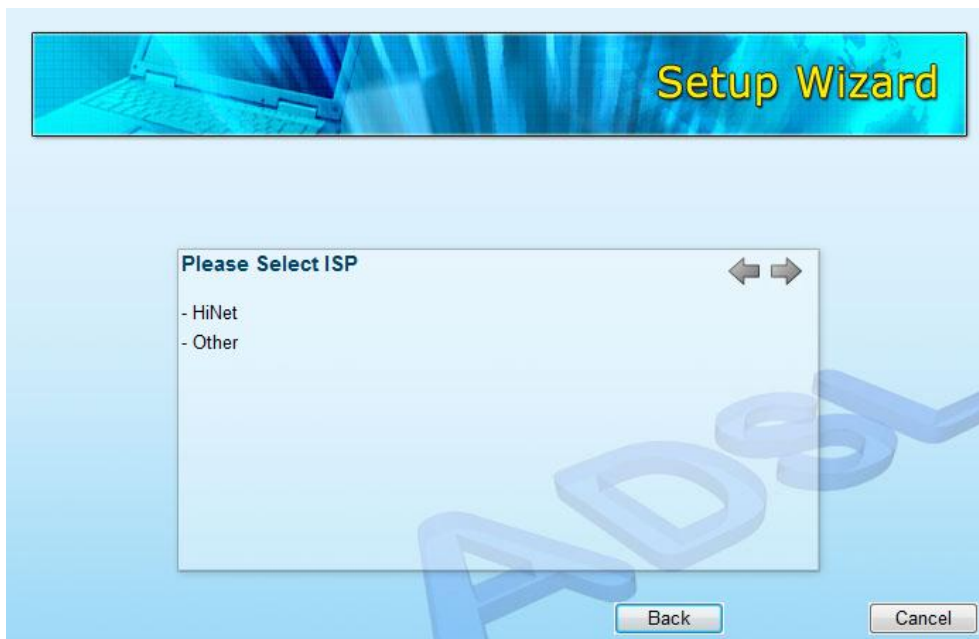 Setup Wizard
Please Select ISP
- HiNet
- Other
ADSL
Back
Cancel